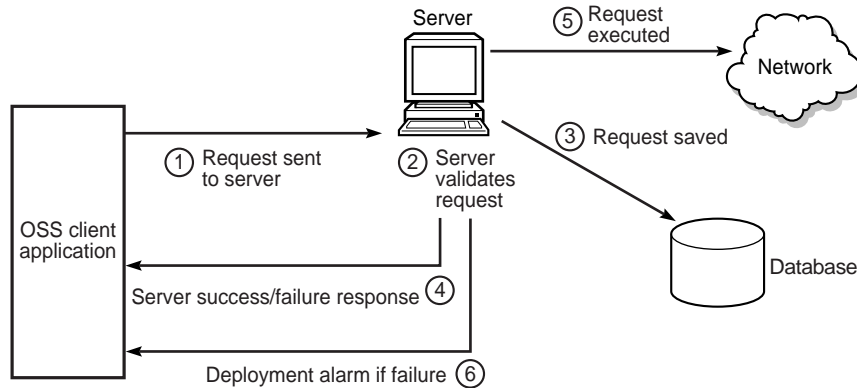 Server
5 Request
executed
Network
1 Request sent
to server
2 Server
validates
request
3 Request saved
OSS client
application
Database
Server success/failure response 4
Deployment alarm if failure 6